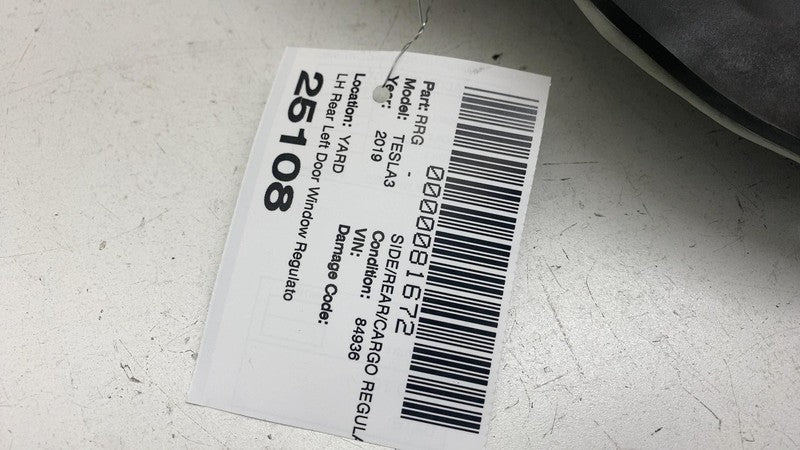 0000081672
Part: RRG - SIDE/REAR/CARGO REGULA
Model: TESLA3 Condition: 84936
Year: 2019 VIN:
Damage Code:
Location: YARD
LH Rear Left Door Window Regulato
25108